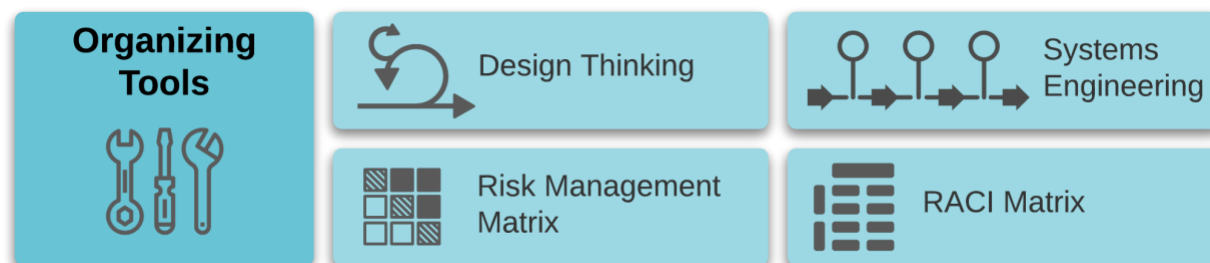 Organizing
Tools
Design Thinking
Systems
Engineering
Risk Management
Matrix
RACI Matrix